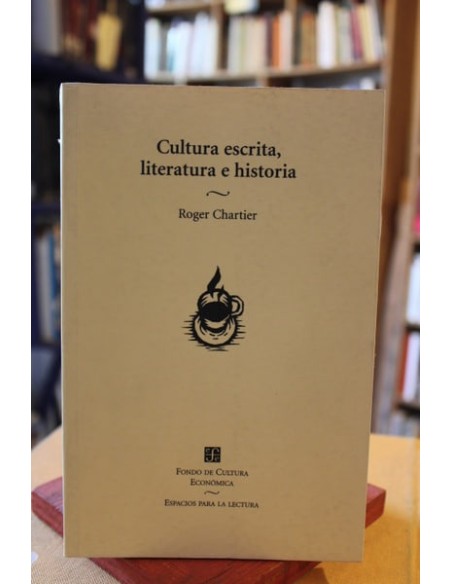 Cultura escrita,
literatura e historia
Roger Chartier
FONDO DE CULTURA
ECONÓMICA
ESPACIOS PARA LA LECTURA